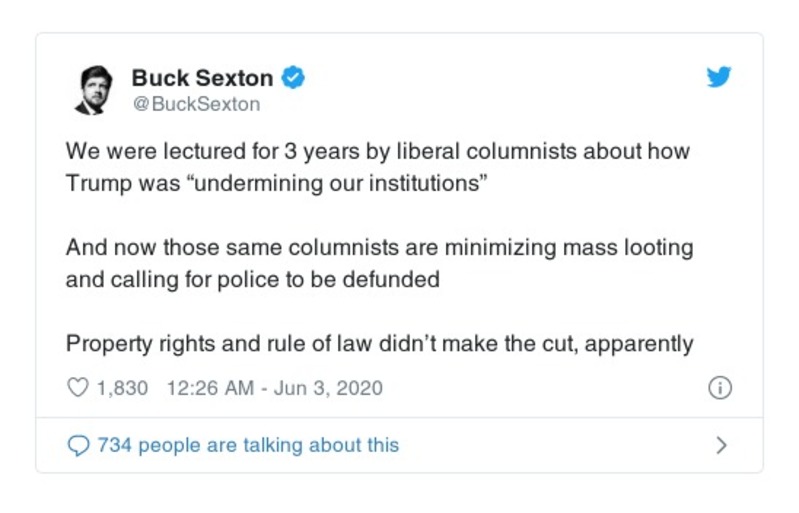 Buck Sexton
@BuckSexton
We were lectured for 3 years by liberal columnists about how
Trump was “undermining our institutions”
And now those same columnists are minimizing mass looting
and calling for police to be defunded
Property rights and rule of law didn’t make the cut, apparently
1,830 12:26 AM - Jun 3, 2020
734 people are talking about this